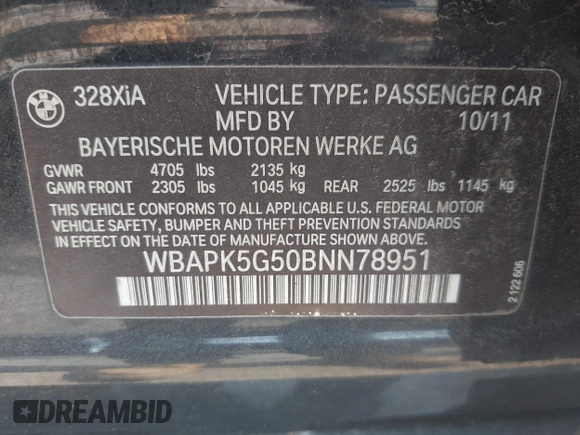 BMW
328XiA VEHICLE TYPE: PASSENGER CAR
MFD BY 10/11
BAYERISCHE MOTOREN WERKE AG
GVWR 4705 lbs 2135 kg
GAWR FRONT 2305 lbs 1045 kg REAR 2525 lbs 1145 kg
THIS VEHICLE CONFORMS TO ALL APPLICABLE U.S. FEDERAL MOTOR
VEHICLE SAFETY, BUMPER AND THEFT PREVENTION STANDARDS
IN EFFECT ON THE DATE OF MANUFACTURE SHOWN ABOVE.
WBAPK5G50BNN78951
2 122 606
DREAMBID